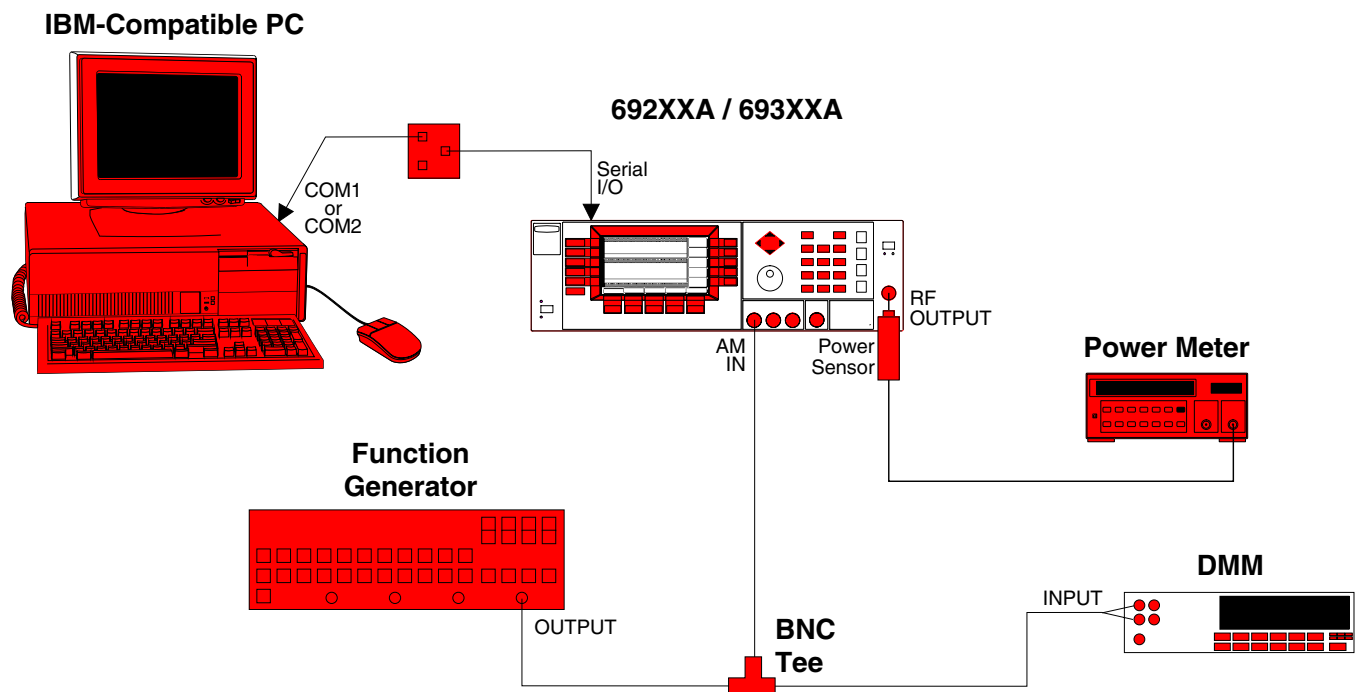 IBM-Compatible PC
692XXA / 693XXA
COM1
or
COM2
Serial
I/O
RF
OUTPUT
AM
IN
Power
Sensor
Power Meter
Function
Generator
OUTPUT
BNC
Tee
INPUT
DMM